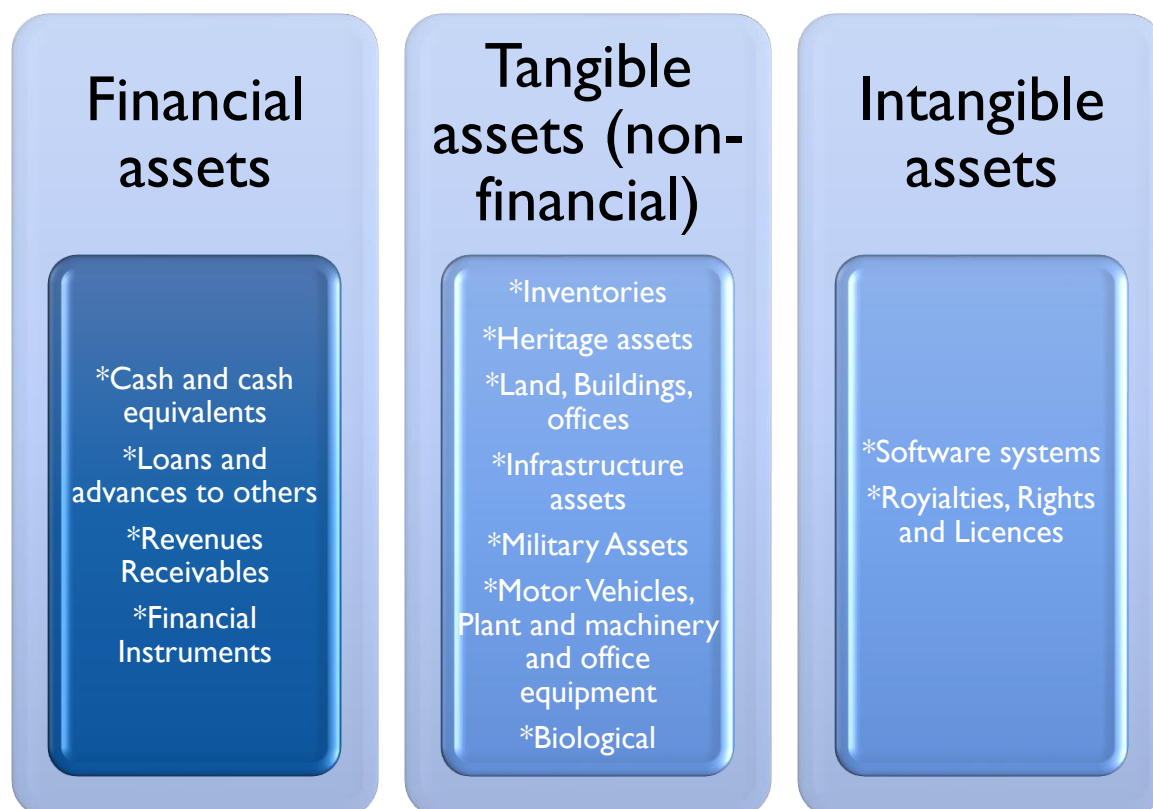 Financial
assets
*Cash and cash
equivalents
*Loans and
advances to others
*Revenues
Receivables
*Financial
Instruments
Tangible
assets (non-
financial)
*Inventories
*Heritage assets
*Land, Buildings,
offices
*Infrastructure
assets
*Military Assets
*Motor Vehicles,
Plant and machinery
and office
equipment
*Biological
Intangible
assets
*Software systems
*Royialties, Rights
and Licences